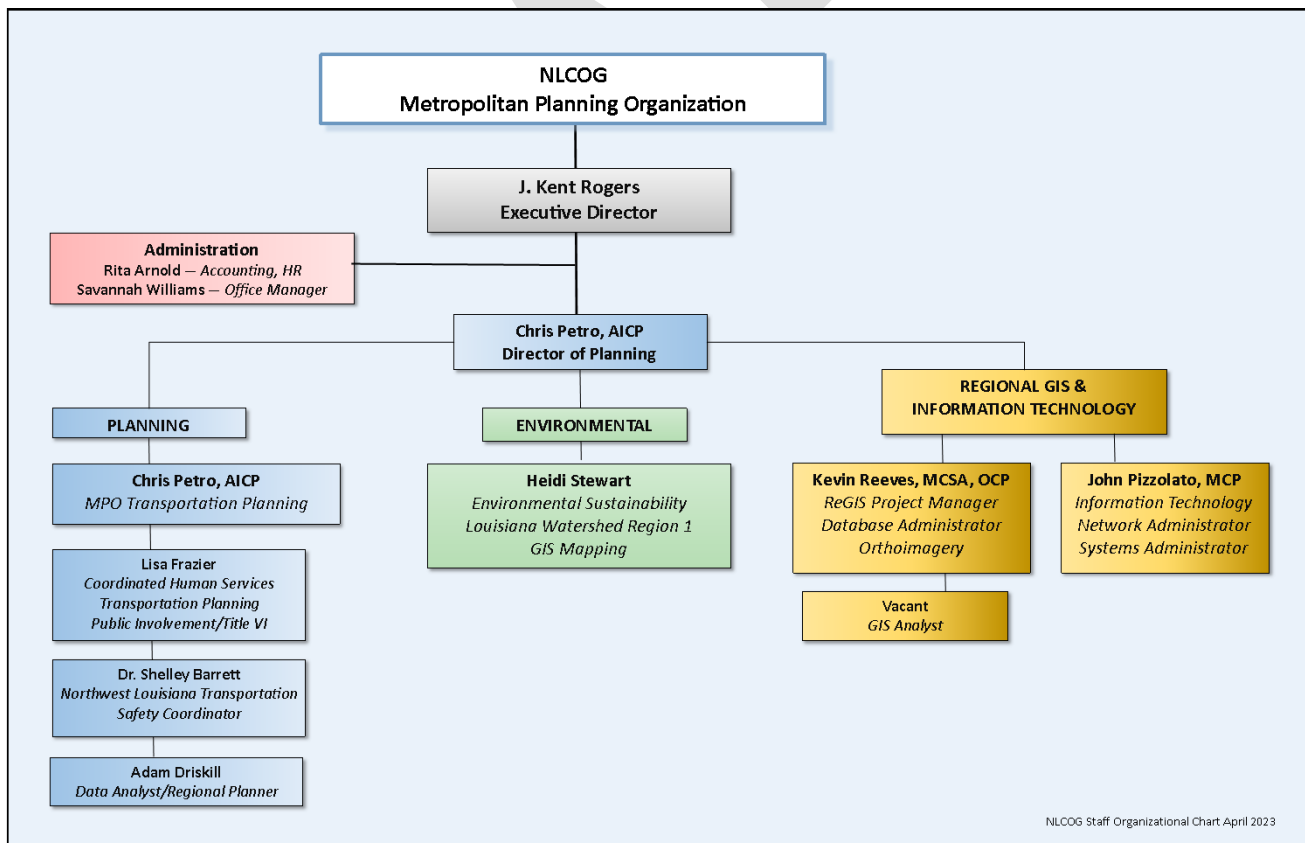 NLCOG
Metropolitan Planning Organization
J. Kent Rogers
Executive Director
Administration
Rita Arnold — Accounting, HR
Savannah Williams — Office Manager
Chris Petro, AICP
Director of Planning
PLANNING
Chris Petro, AICP
MPO Transportation Planning
Lisa Frazier
Coordinated Human Services
Transportation Planning
Public Involvement/Title VI
Dr. Shelley Barrett
Northwest Louisiana Transportation
Safety Coordinator
Adam Driskill
Data Analyst/Regional Planner
ENVIRONMENTAL
Heidi Stewart
Environmental Sustainability
Louisiana Watershed Region 1
GIS Mapping
REGIONAL GIS &
INFORMATION TECHNOLOGY
Kevin Reeves, MCSA, OCP
ReGIS Project Manager
Database Administrator
Orthoimagery
Vacant
GIS Analyst
John Pizzolato, MCP
Information Technology
Network Administrator
Systems Administrator
NLCOG Staff Organizational Chart April 2023